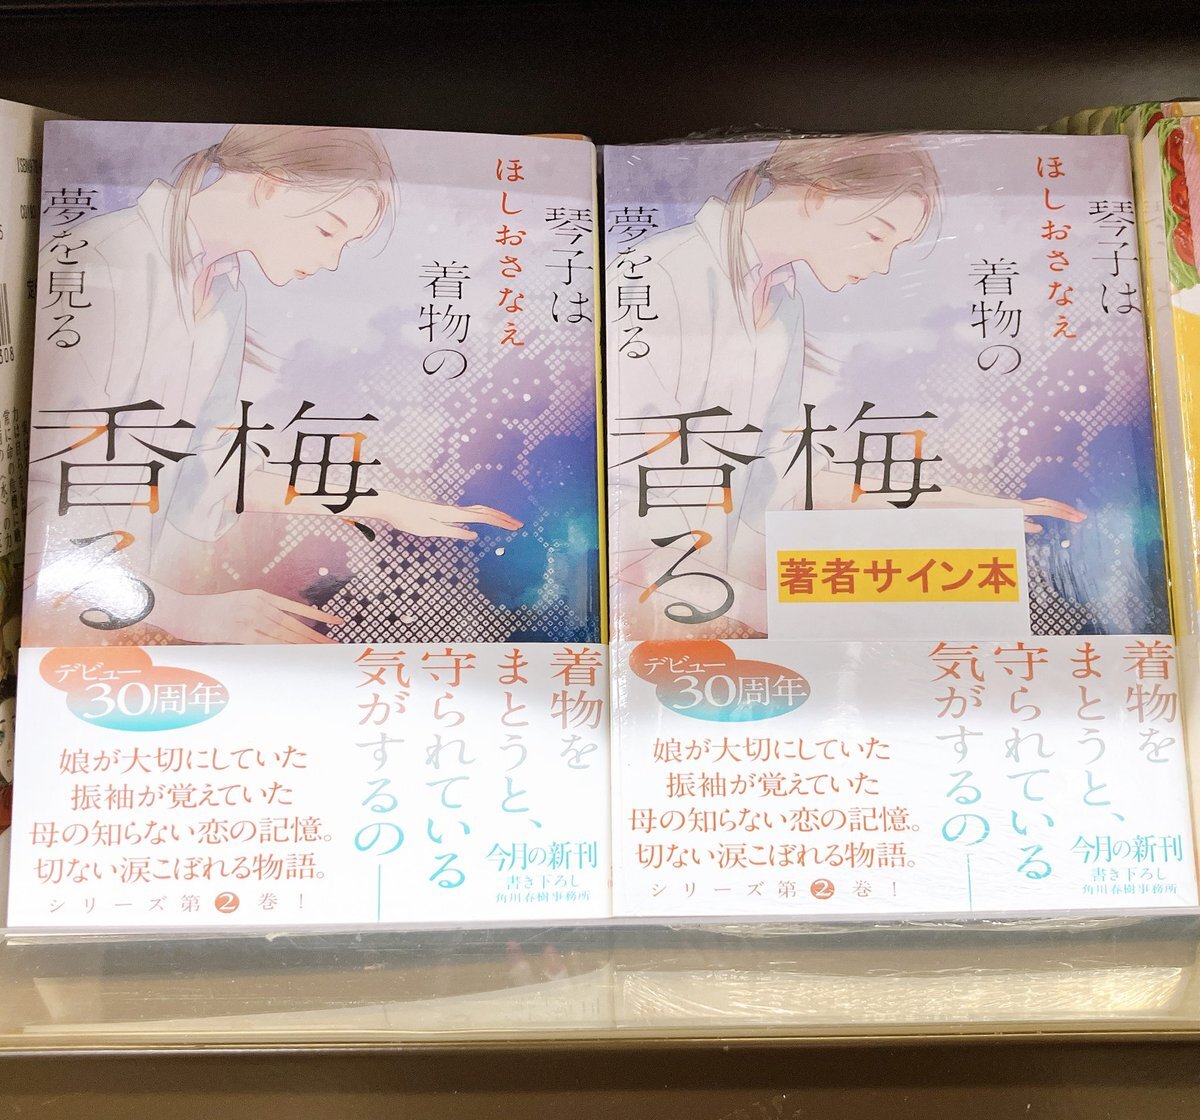 ほしおさなえ
琴子は
着物の
夢を見る
梅、
香る
着物を
まとうと、
守られている
気がするの――
デビュー
30周年
娘が大切にしていた
振袖が覚えていた
母の知らない恋の記憶。
切ない涙こぼれる物語。
シリーズ第2巻!
今月の新刊
書き下ろし
角川春樹事務所
ほしおさなえ
琴子は
着物の
夢を見る
梅
香る
著者サイン本
着物を
まとうと、
守られている
気がするの――
デビュー
30周年
娘が大切にしていた
振袖が覚えていた
母の知らない恋の記憶。
切ない涙こぼれる物語。
シリーズ第2巻!
今月の新刊
書き下ろし
角川春樹事務所